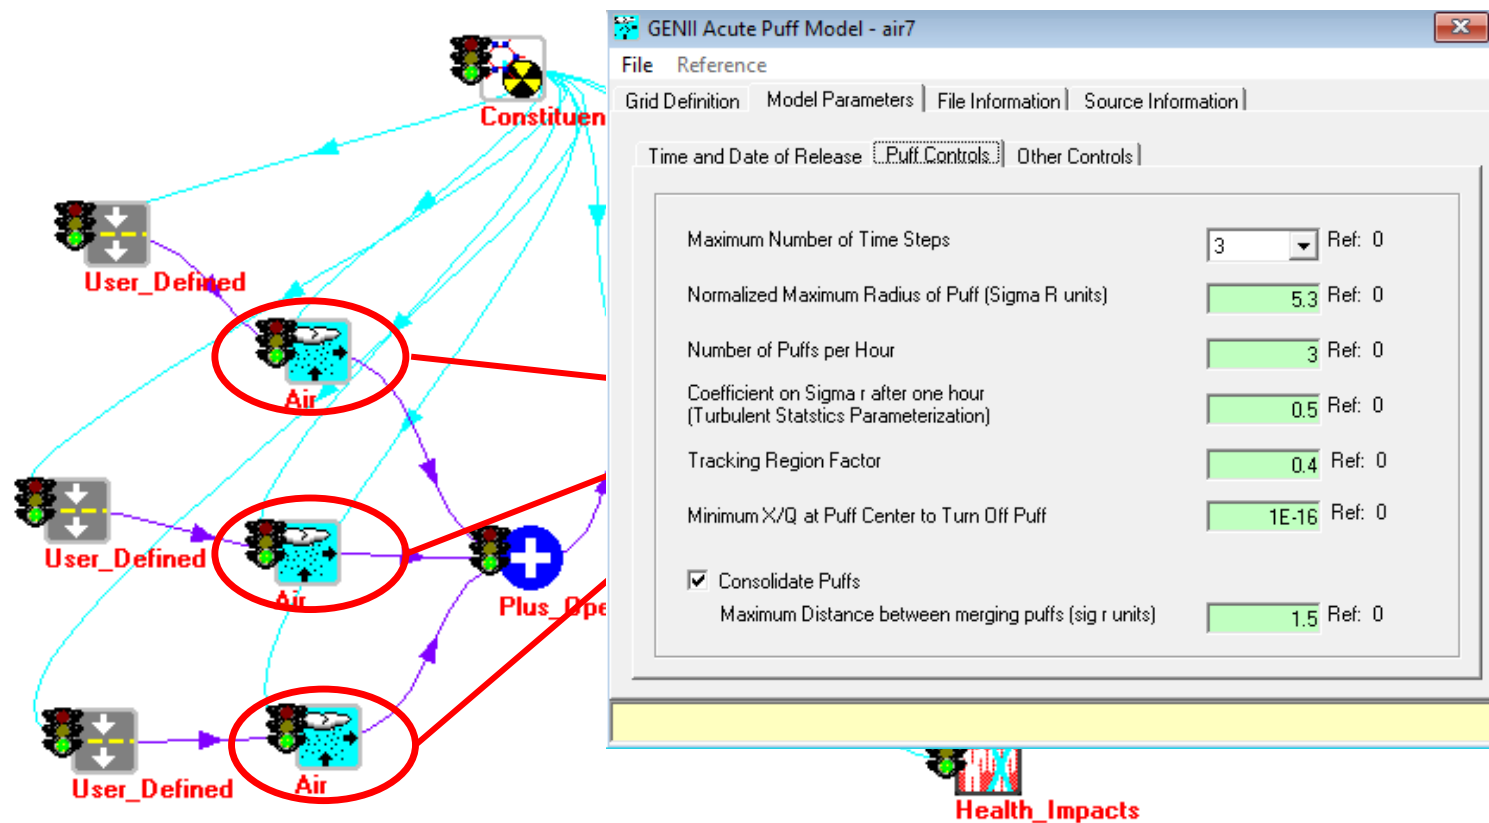 GENII Acute Puff Model - air7
File Reference
Grid Definition Model Parameters File Information Source Information
Time and Date of Release Puff Controls Other Controls
Maximum Number of Time Steps 3 Ref: 0
Normalized Maximum Radius of Puff (Sigma R units) 5.3 Ref: 0
Number of Puffs per Hour 3 Ref: 0
Coefficient on Sigma r after one hour
(Turbulent Statstics Parameterization) 0.5 Ref: 0
Tracking Region Factor 0.4 Ref: 0
Minimum X/Q at Puff Center to Turn Off Puff 1E-16 Ref: 0
Consolidate Puffs
Maximum Distance between merging puffs (sig r units) 1.5 Ref: 0
Constituen
User_Defined
Air
User_Defined
Air
Plus_Ope
User_Defined
Air
Health_Impacts